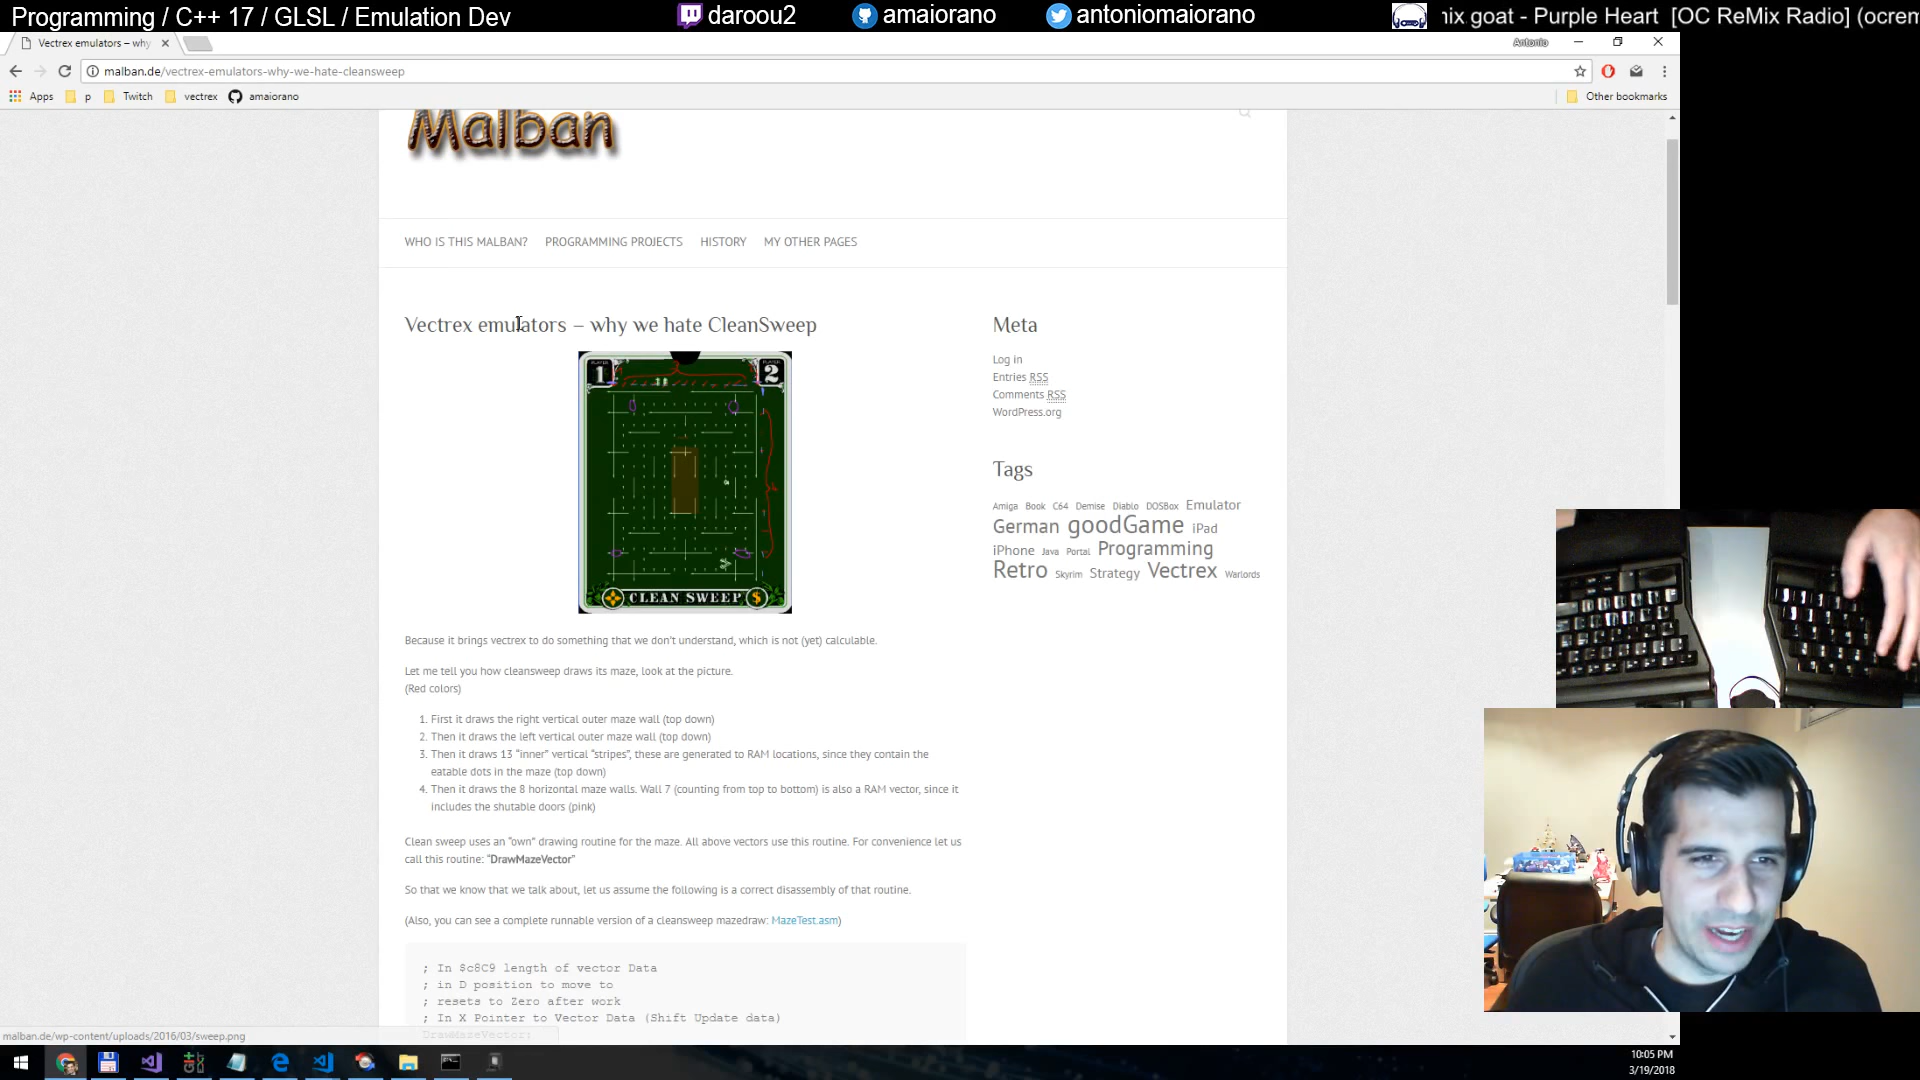 Programming / C++ 17 / GLSL / Emulation Dev
daroou2
amaiorano
antoniomaiorano
goat - Purple Heart [OC ReMix Radio] (ocrem
Vectrex emulators – why
Antonio
malban.de/vectrex-emulators-why-we-hate-cleansweep
Apps
p
Twitch
vectrex
amaiorano
Other bookmarks
Malban
WHO IS THIS MALBAN?
PROGRAMMING PROJECTS
HISTORY
MY OTHER PAGES
Vectrex emulators – why we hate CleanSweep
1
2
CLEAN SWEEP
$
Because it brings vectrex to do something that we don't understand, which is not (yet) calculable.
Let me tell you how cleansweep draws its maze, look at the picture.
(Red colors)
1. First it draws the right vertical outer maze wall (top down)
2. Then it draws the left vertical outer maze wall (top down)
3. Then it draws 13 "inner" vertical "stripes", these are generated to RAM locations, since they contain the
eatable dots in the maze (top down)
4. Then it draws the 8 horizontal maze walls. Wall 7 (counting from top to bottom) is also a RAM vector, since it
includes the shutable doors (pink)
Clean sweep uses an "own" drawing routine for the maze. All above vectors use this routine. For convenience let us
call this routine: "DrawMazeVector"
So that we know that we talk about, let us assume the following is a correct disassembly of that routine.
(Also, you can see a complete runnable version of a cleansweep mazedraw: MazeTest.asm)
; In $c8C9 length of vector Data
; in D position to move to
; resets to Zero after work
; In X Pointer to Vector Data (Shift Update data)
DrawMazeVector:
Meta
Log in
Entries RSS
Comments RSS
WordPress.org
Tags
Amiga Book C64 Demise Diablo DOSBox Emulator
German goodGame iPad
iPhone Java Portal Programming
Retro Skyrim Strategy Vectrex Warlords
malban.de/wp-content/uploads/2016/03/sweep.png
10:05 PM
3/19/2018